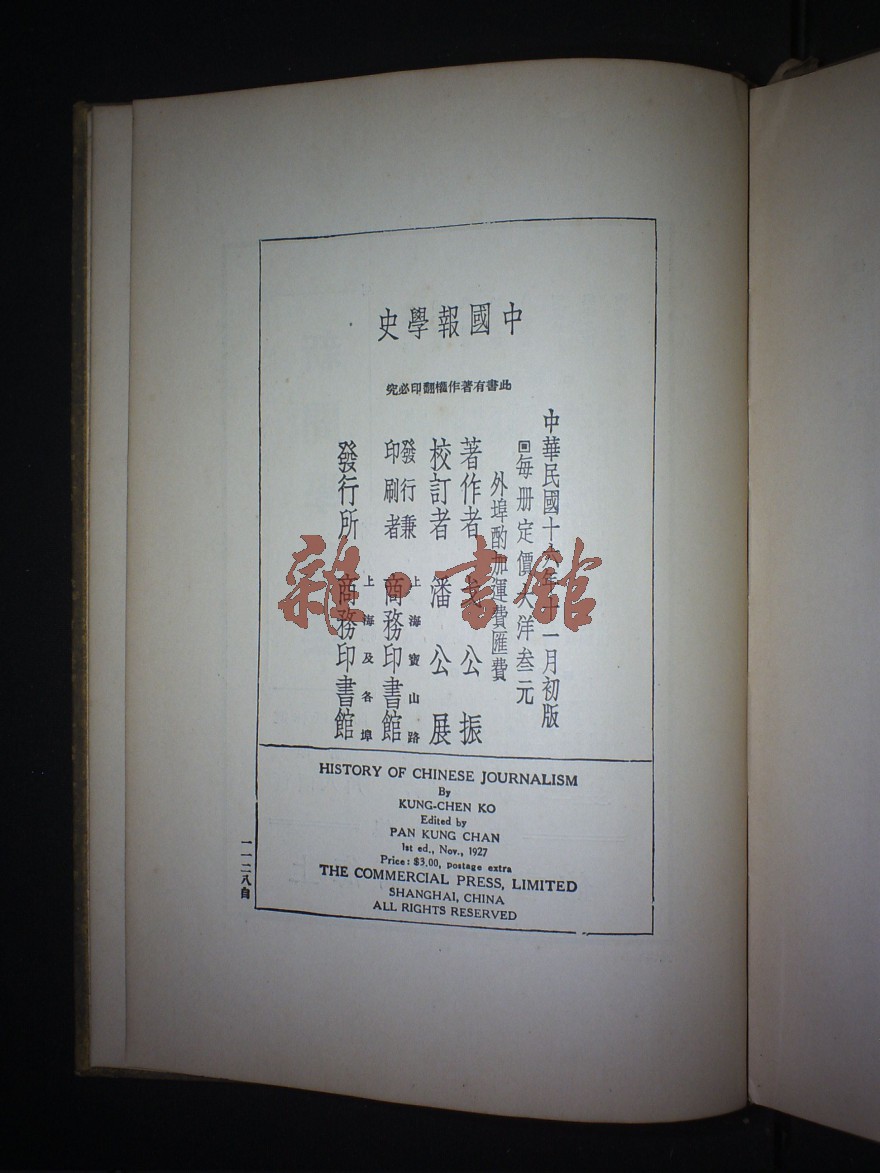 中國報學史
此書有著作權翻印必究
中華民國十六年十一月初版
回每册定價大洋叁元
外埠酌加運費匯費
著作者 戈公振
校訂者 潘公展
發行兼印刷者 上海寶山路 商務印書館
發行所 上海及各埠 商務印書館
雜·書館
HISTORY OF CHINESE JOURNALISM
By
KUNG-CHEN KO
Edited by
PAN KUNG CHAN
1st ed., Nov., 1927
Price: $3.00, postage extra
THE COMMERCIAL PRESS, LIMITED
SHANGHAI, CHINA
ALL RIGHTS RESERVED
一一二八自